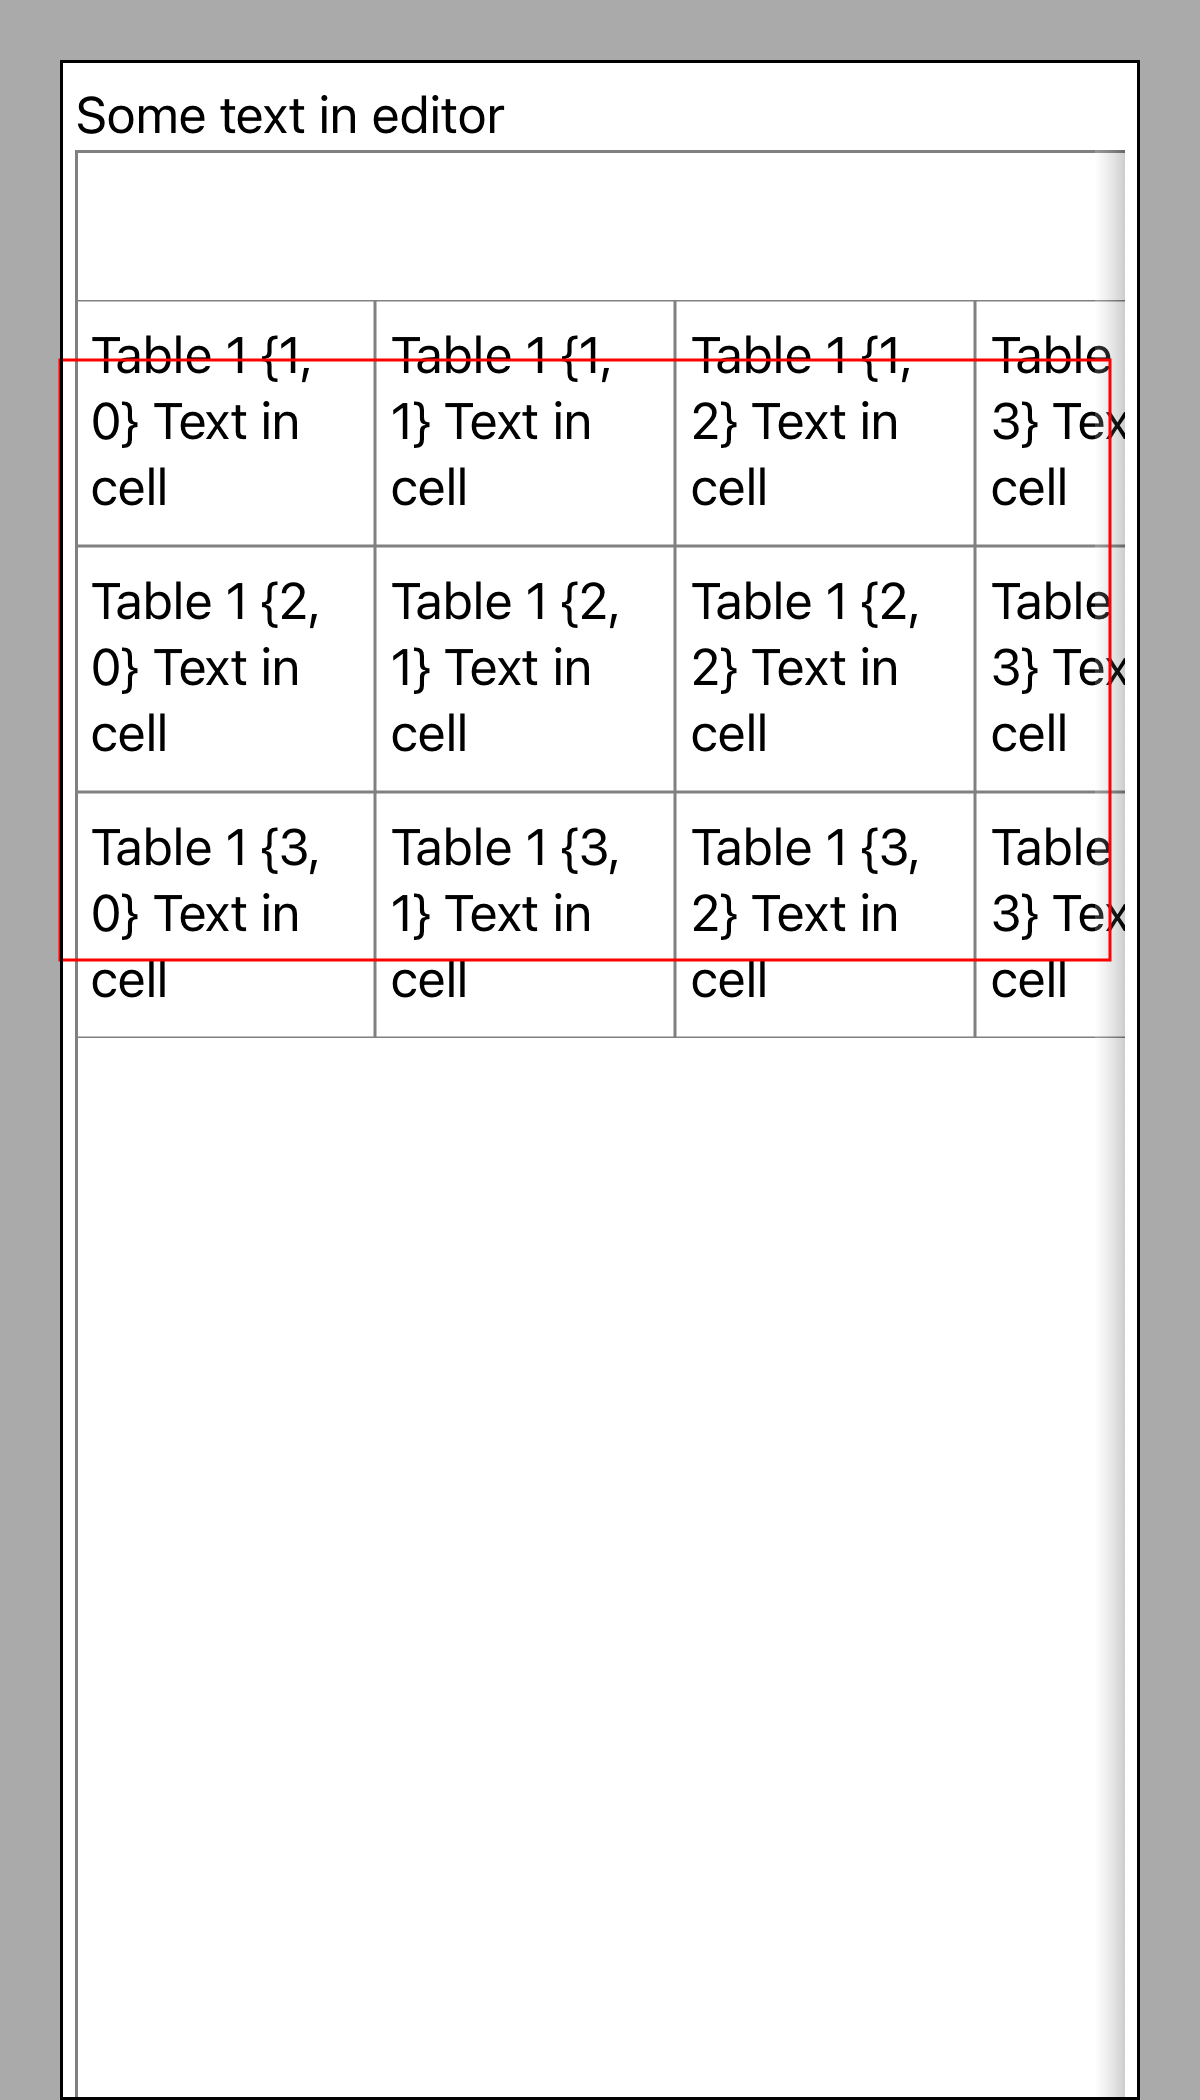 Some text in editor
Table 1 {1, Table 1 {1, Table 1 {1, Table
0} Text in 1} Text in 2} Text in 3} Tex
cell cell cell cell
Table 1 {2, Table 1 {2, Table 1 {2, Table
0} Text in 1} Text in 2} Text in 3} Tex
cell cell cell cell
Table 1 {3, Table 1 {3, Table 1 {3, Table
0} Text in 1} Text in 2} Text in 3} Tex
cell cell cell cell